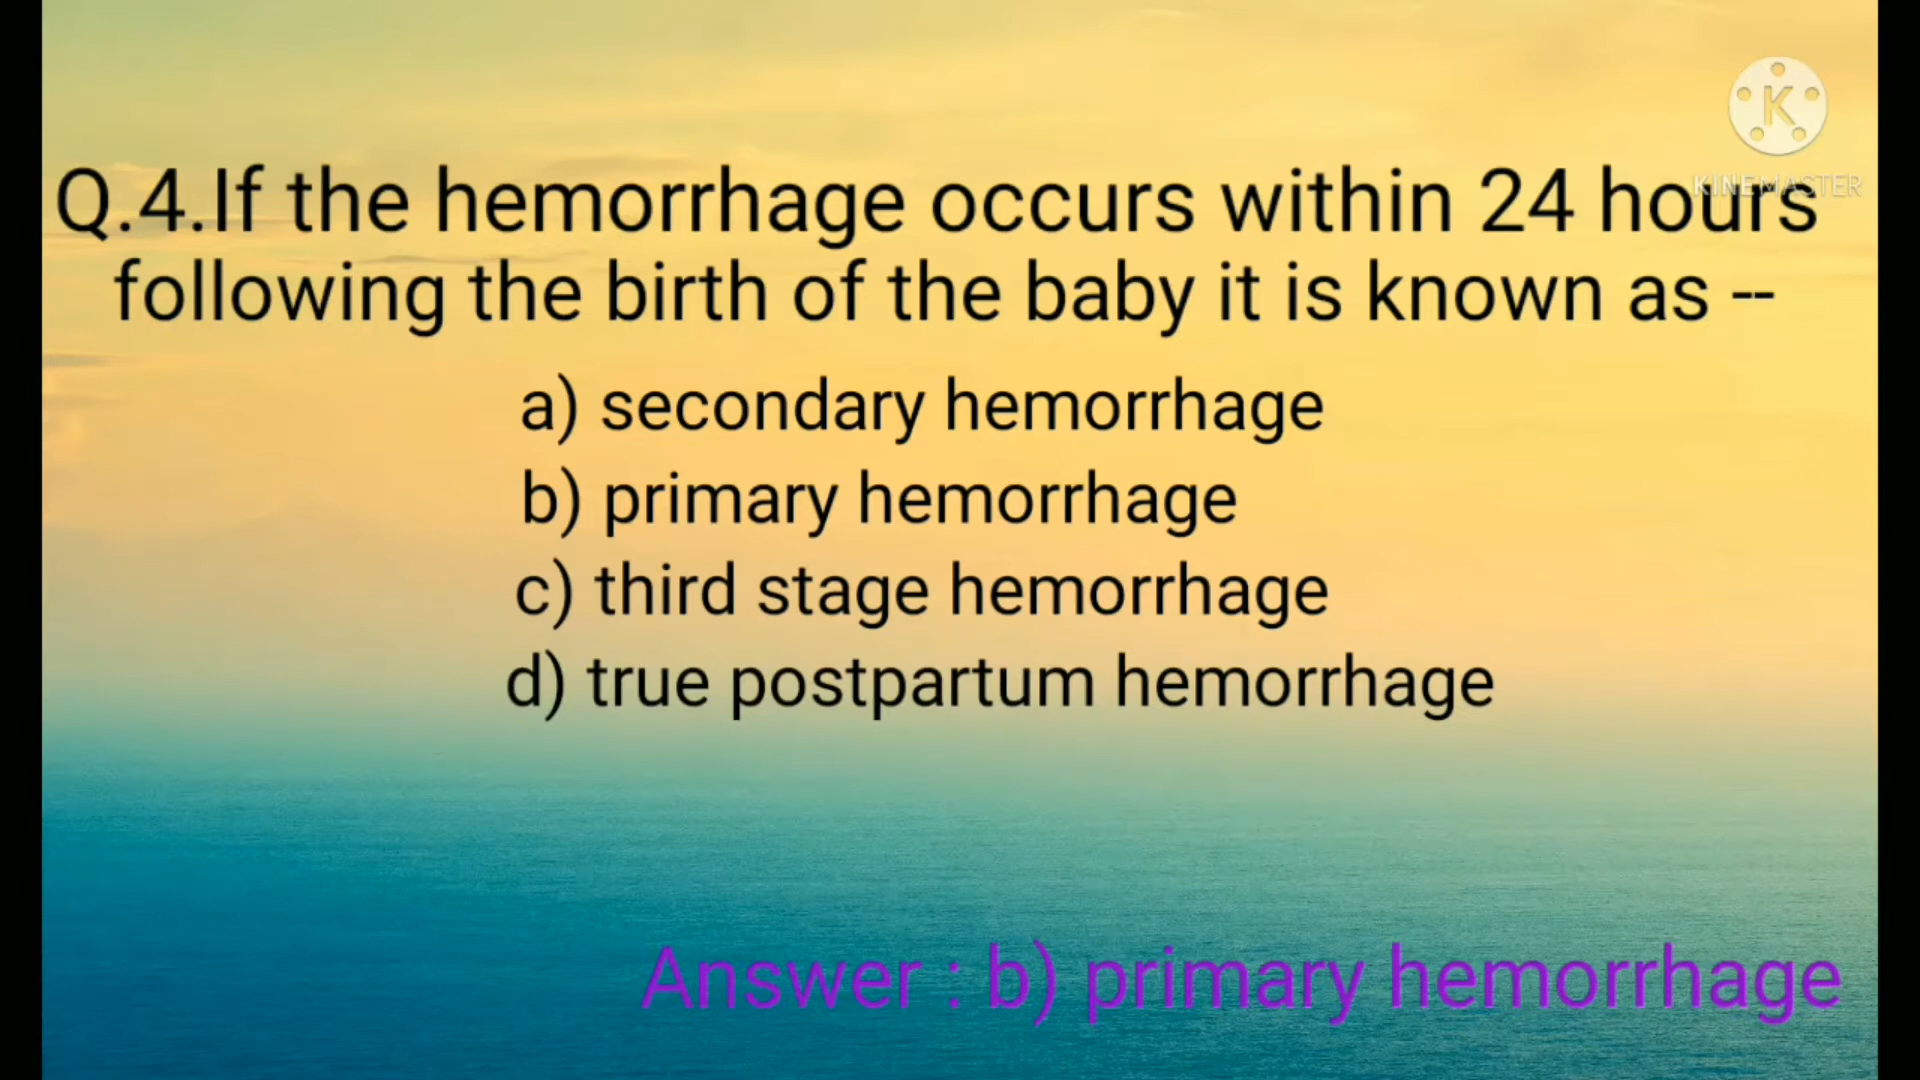 K
KINEMASTER
Q.4.If the hemorrhage occurs within 24 hours
following the birth of the baby it is known as --
a) secondary hemorrhage
b) primary hemorrhage
c) third stage hemorrhage
d) true postpartum hemorrhage
Answer : b) primary hemorrhage